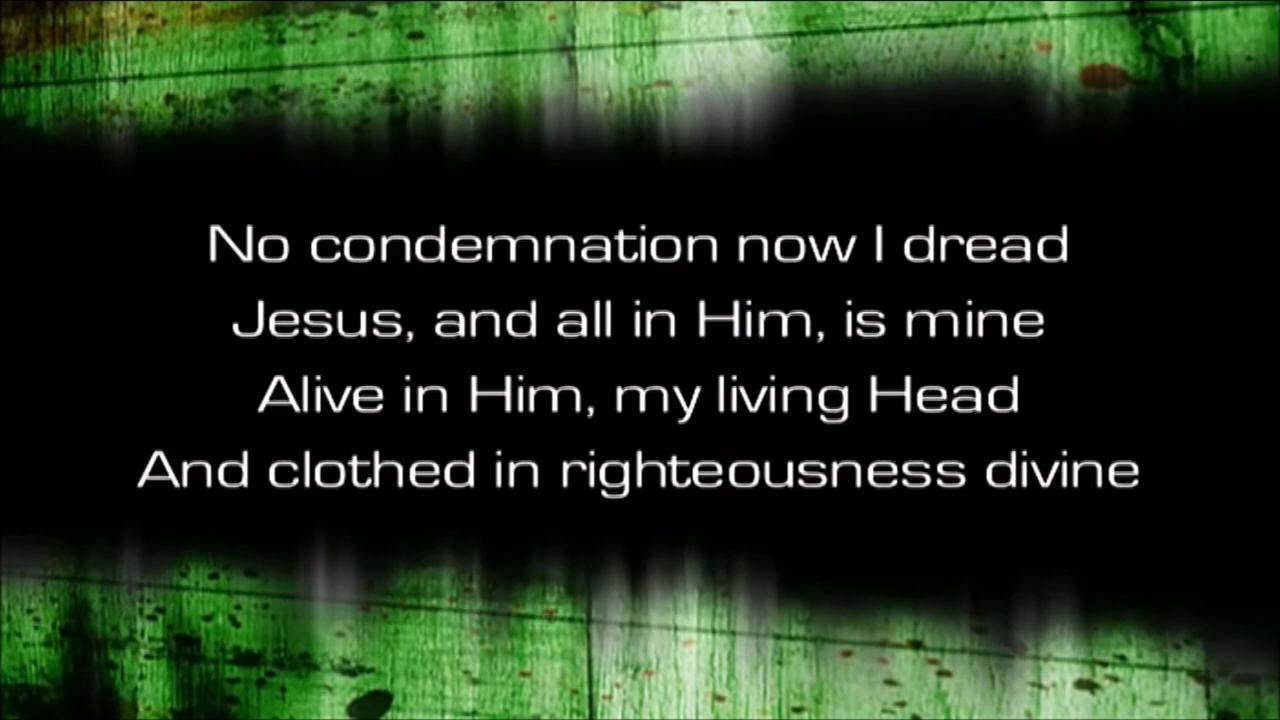 No condemnation now I dread
Jesus, and all in Him, is mine
Alive in Him, my living Head
And clothed in righteousness divine